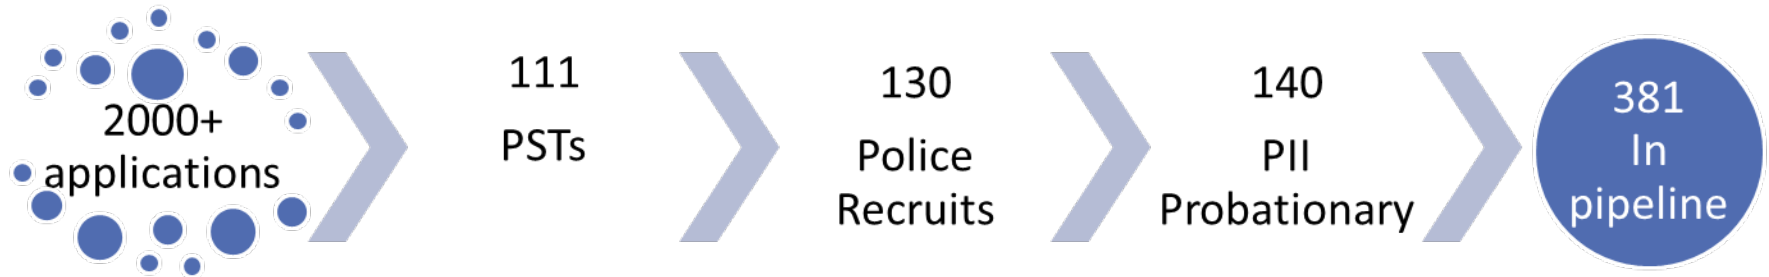 2000+
applications
111
PSTs
130
Police
Recruits
140
PII
Probationary
381
In
pipeline